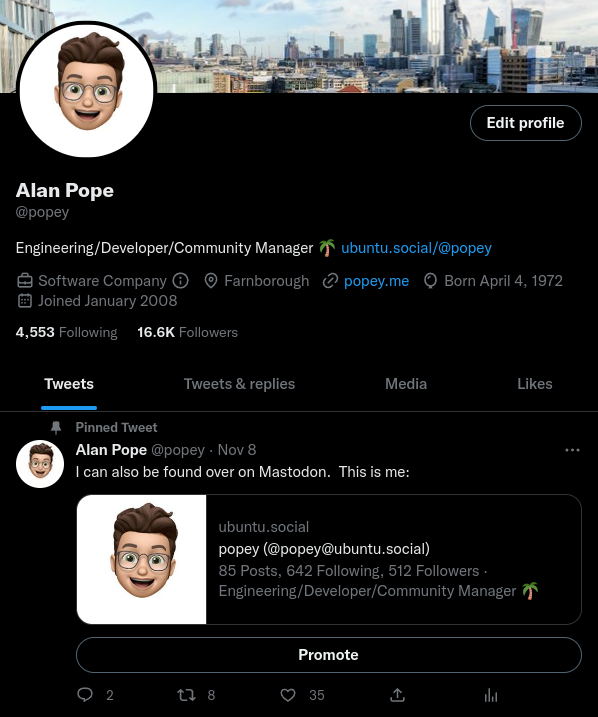 Edit profile
Alan Pope
@popey
Engineering/Developer/Community Manager 🌴 ubuntu.social/@popey
Software Company Farnborough popey.me Born April 4, 1972
Joined January 2008
4,553 Following 16.6K Followers
Tweets Tweets & replies Media Likes
Pinned Tweet
Alan Pope @popey · Nov 8
I can also be found over on Mastodon. This is me:
ubuntu.social
popey (@popey@ubuntu.social)
85 Posts, 642 Following, 512 Followers ·
Engineering/Developer/Community Manager 🌴
Promote
2 8 35